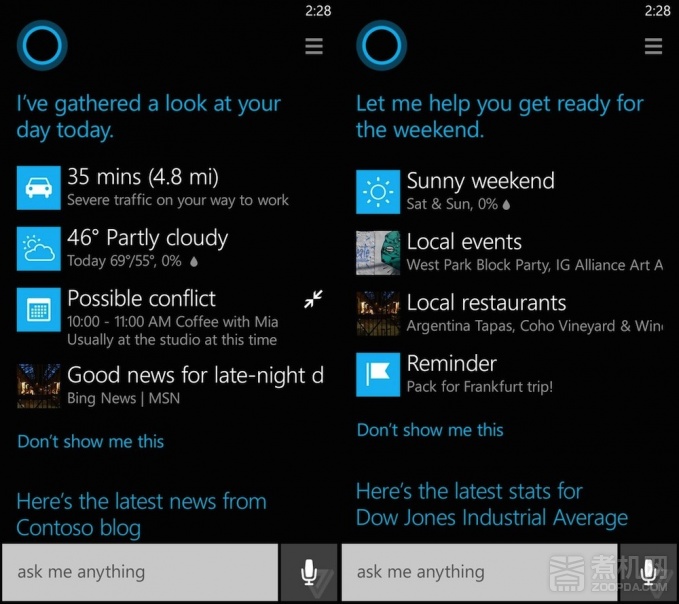 2:28
I've gathered a look at your
day today.
35 mins (4.8 mi)
Severe traffic on your way to work
46° Partly cloudy
Today 69°/55°, 0%
Possible conflict
10:00 - 11:00 AM Coffee with Mia
Usually at the studio at this time
Good news for late-night d
Bing News | MSN
Don't show me this
Here's the latest news from
Contoso blog
ask me anything
2:28
Let me help you get ready for
the weekend.
Sunny weekend
Sat & Sun, 0%
Local events
West Park Block Party, IG Alliance Art A
Local restaurants
Argentina Tapas, Coho Vineyard & Win
Reminder
Pack for Frankfurt trip!
Don't show me this
Here's the latest stats for
Dow Jones Industrial Average
ask me anything
煮机网
ZOOPDA.COM